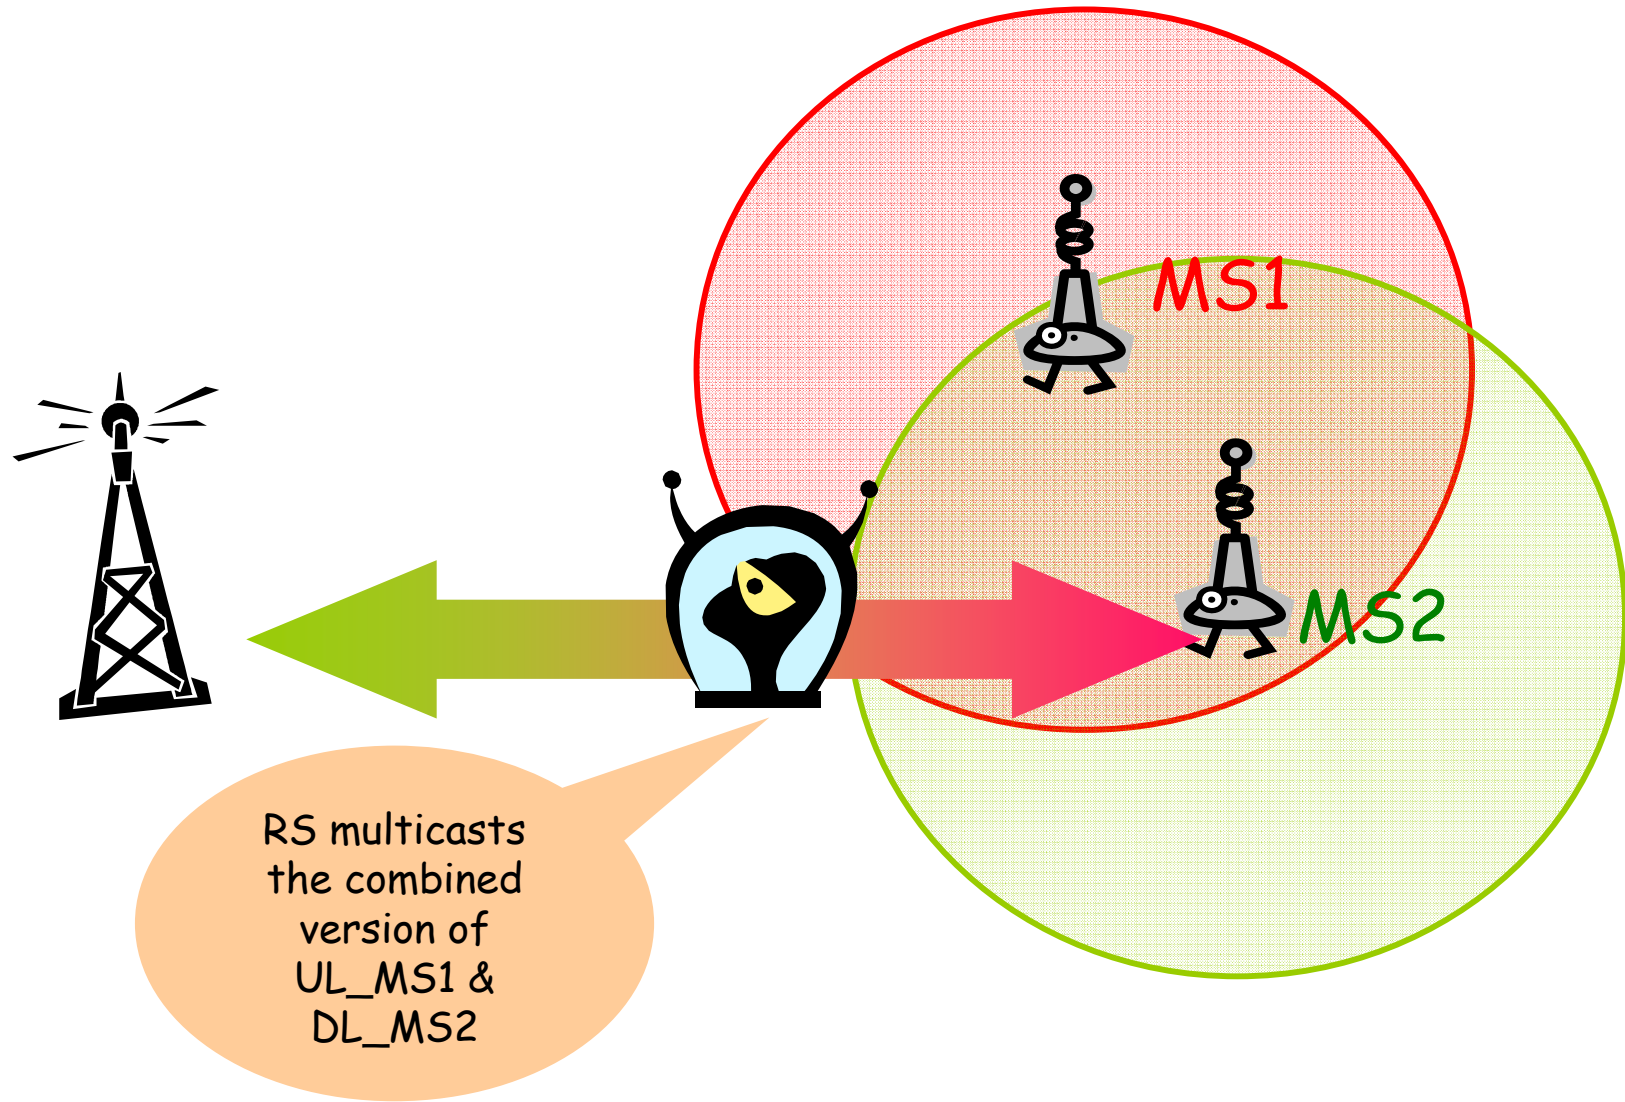 MS1
MS2
RS multicasts
the combined
version of
UL_MS1 &
DL_MS2